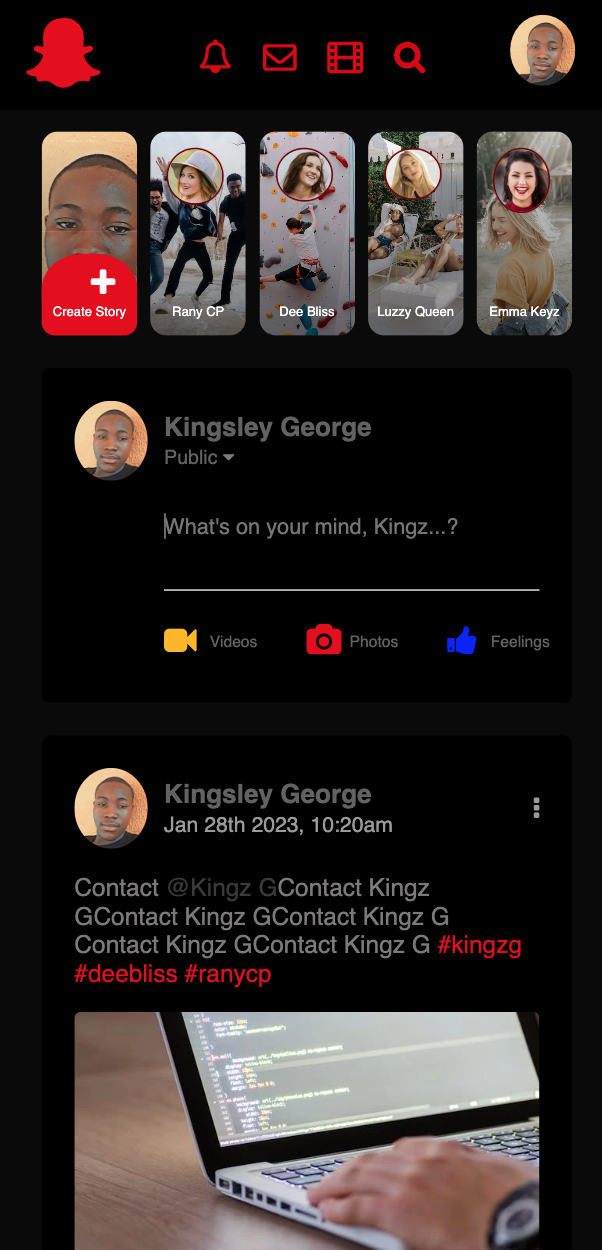 Create Story
Rany CP
Dee Bliss
Luzzy Queen
Emma Keyz
Kingsley George
Public
What's on your mind, Kingz...?
Videos
Photos
Feelings
Kingsley George
Jan 28th 2023, 10:20am
Contact @Kingz GContact Kingz
GContact Kingz GContact Kingz G
Contact Kingz GContact Kingz G #kingzg
#deebliss #ranycp